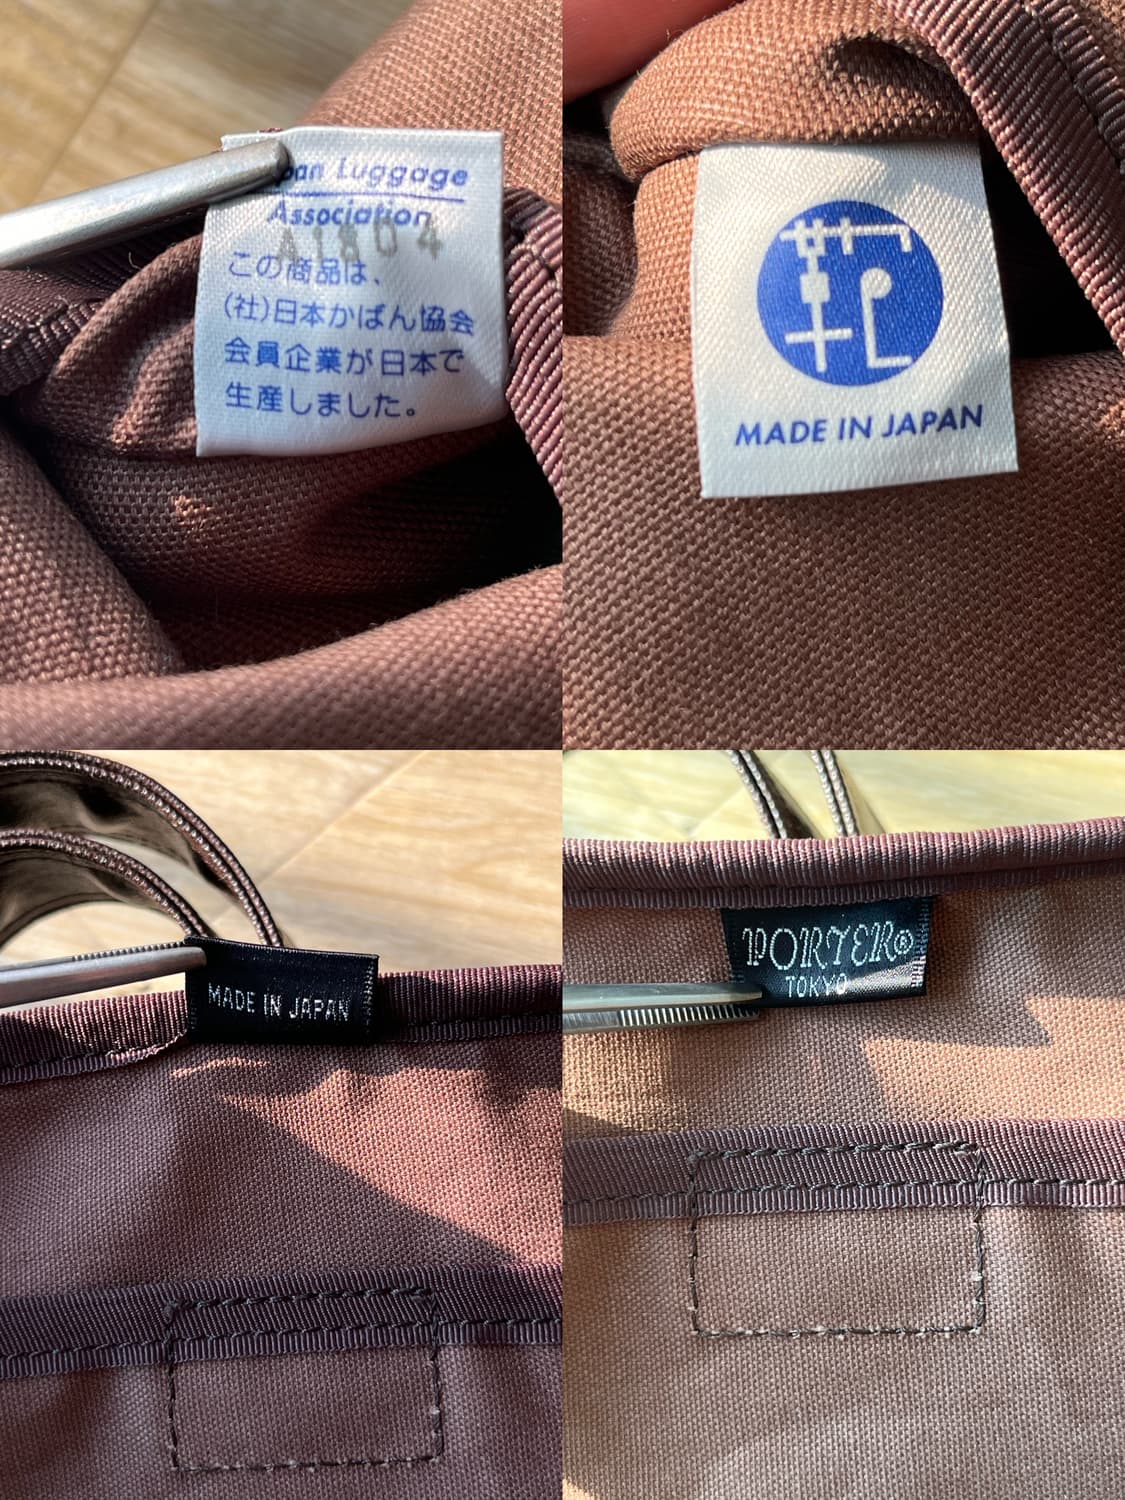 Luggage
Association
A1804
この商品は、
(社)日本かばん協会
会員企業が日本で
生産しました。
MADE IN JAPAN
MADE IN JAPAN
PORTER®
TOKYO